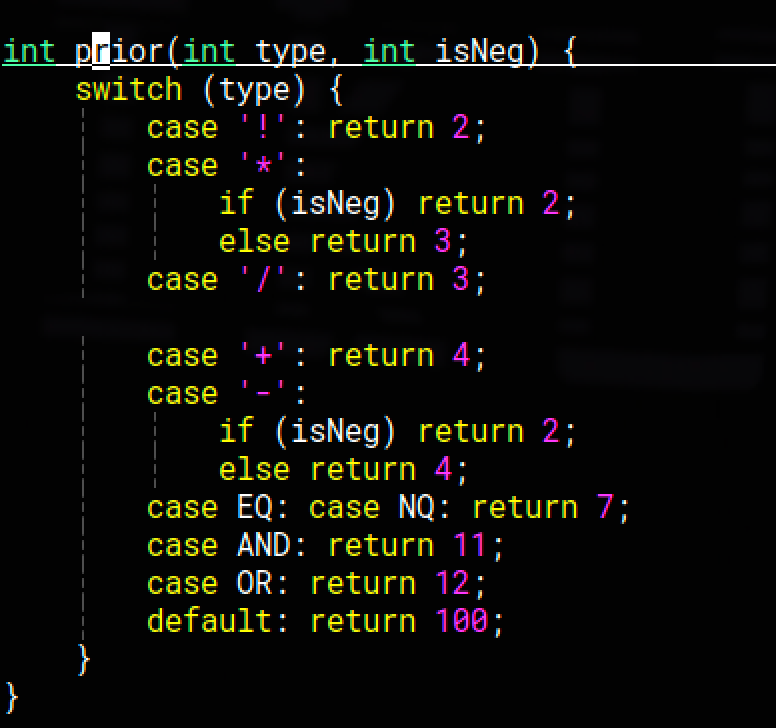 int prior(int type, int isNeg) {
    switch (type) {
        case '!': return 2;
        case '*':
            if (isNeg) return 2;
            else return 3;
        case '/': return 3;

        case '+': return 4;
        case '-':
            if (isNeg) return 2;
            else return 4;
        case EQ: case NQ: return 7;
        case AND: return 11;
        case OR: return 12;
        default: return 100;
    }
}